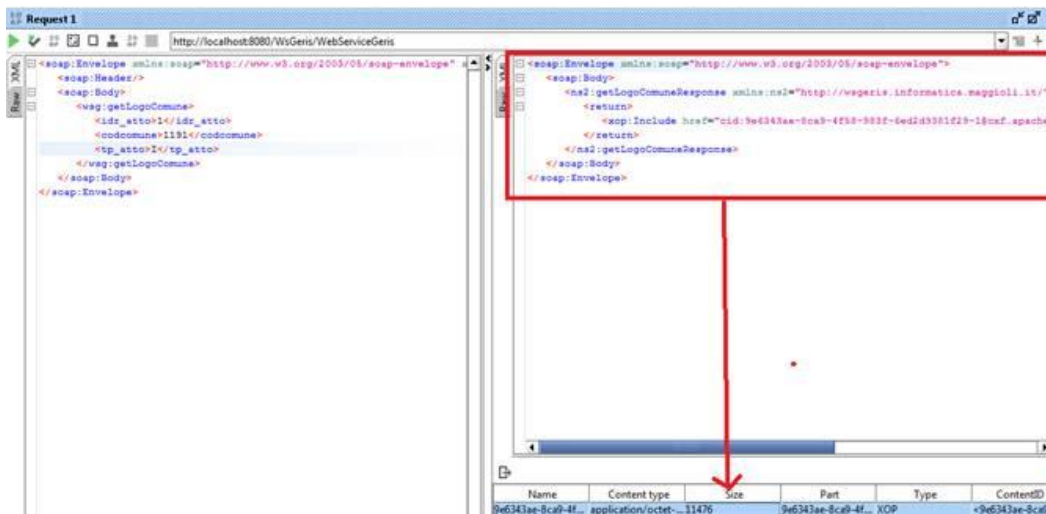 Request 1
http://localhost:8080/WsGeris/WebServiceGeris
XML
Raw
<soap:Envelope xmlns:soap="http://www.w3.org/2003/05/soap-envelope"
<soap:Header/>
<soap:Body>
<wsg:getLogoComune>
<idr_atto>1</idr_atto>
<codcomune>1191</codcomune>
<tp_atto>I</tp_atto>
</wsg:getLogoComune>
</soap:Body>
</soap:Envelope>
XML
Raw
<soap:Envelope xmlns:soap="http://www.w3.org/2003/05/soap-envelope">
<soap:Body>
<ns2:getLogoComuneResponse xmlns:ns2="http://wsgeris.informatica.maggioli.it/"
<return>
<xop:Include href="cid:9e6343ae-8ca9-4f58-983f-6ed2d9381f29-1@cxf.apache
</return>
</ns2:getLogoComuneResponse>
</soap:Body>
</soap:Envelope>
Name Content type Size Part Type ContentID
9e6343ae-8ca9-4f... application/octet-... 11476 9e6343ae-8ca9-4f... XOP <9e6343ae-8ca9